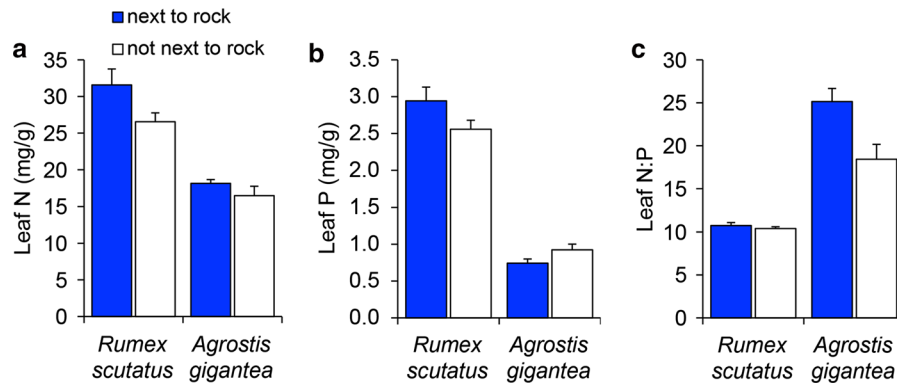 next to rock
not next to rock
a
Leaf N (mg/g)
35
30
25
20
15
10
5
0
Rumex scutatus
Agrostis gigantea
b
Leaf P (mg/g)
3.5
3.0
2.5
2.0
1.5
1.0
0.5
0.0
Rumex scutatus
Agrostis gigantea
c
Leaf N:P
30
25
20
15
10
5
0
Rumex scutatus
Agrostis gigantea